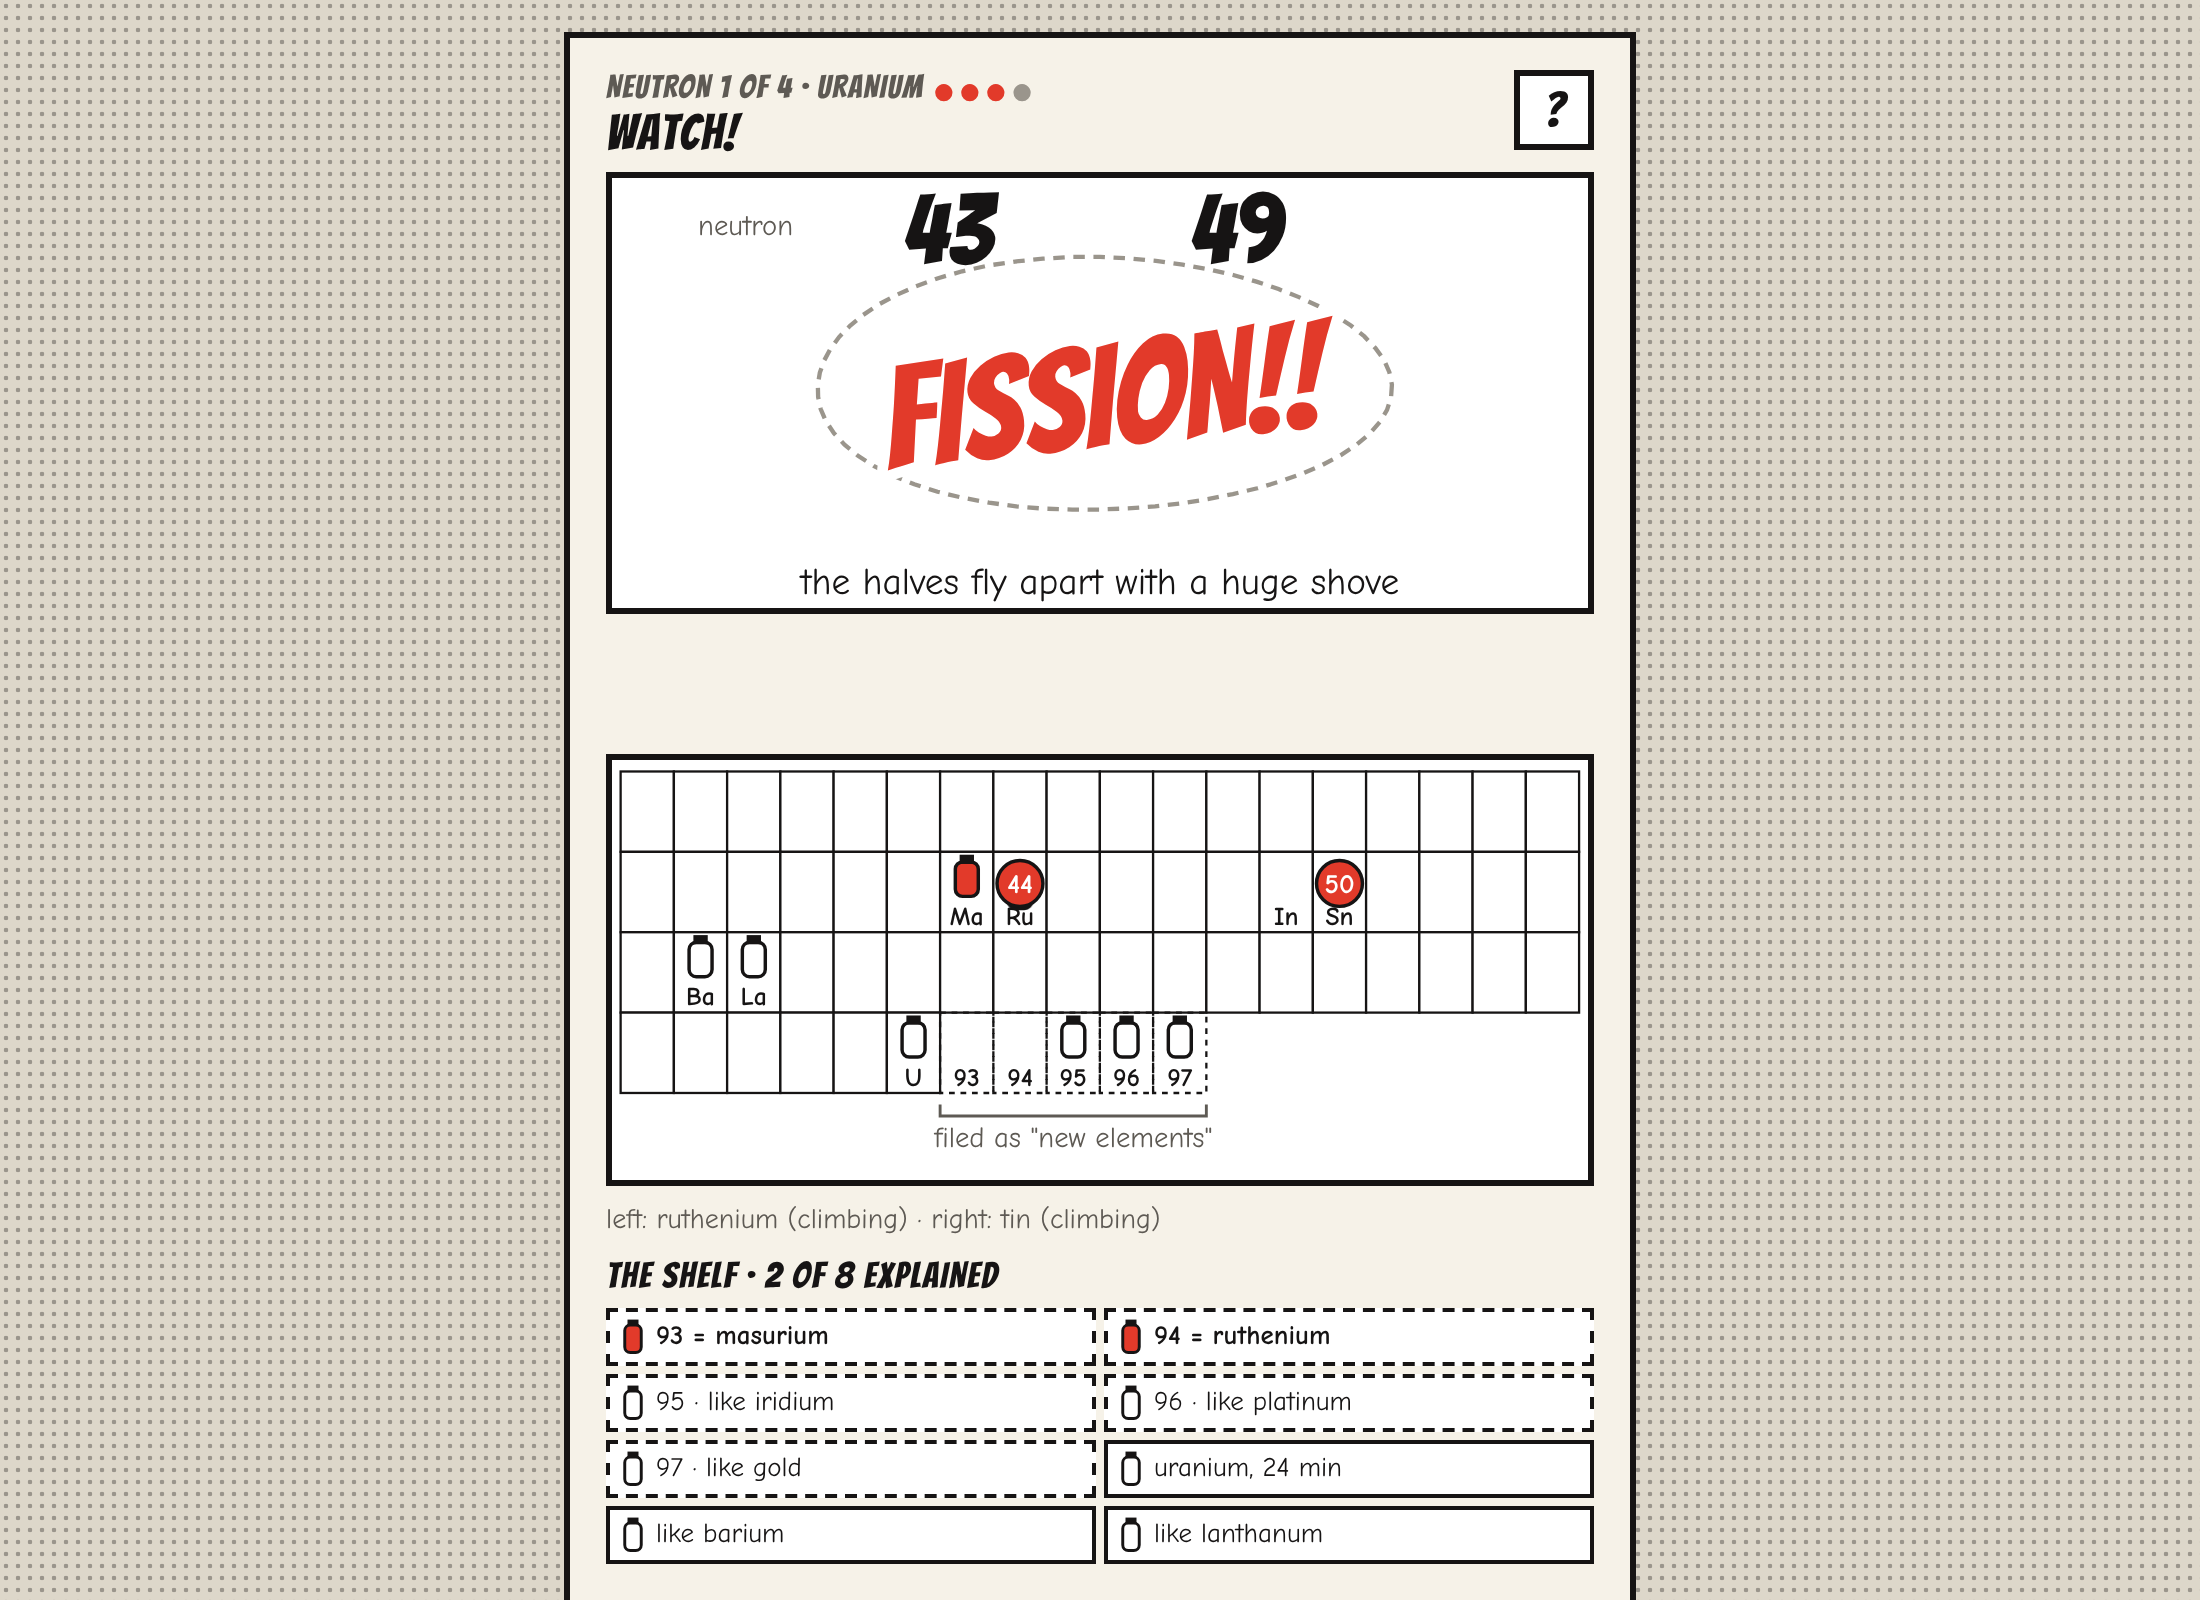 NEUTRON 1 OF 4 · URANIUM
WATCH!
?
neutron
43 49
FISSION!!
the halves fly apart with a huge shove
44 50
Ma Ru In Sn
Ba La
U 93 94 95 96 97
filed as "new elements"
left: ruthenium (climbing) · right: tin (climbing)
THE SHELF · 2 OF 8 EXPLAINED
93 = masurium
94 = ruthenium
95 · like iridium
96 · like platinum
97 · like gold
uranium, 24 min
like barium
like lanthanum